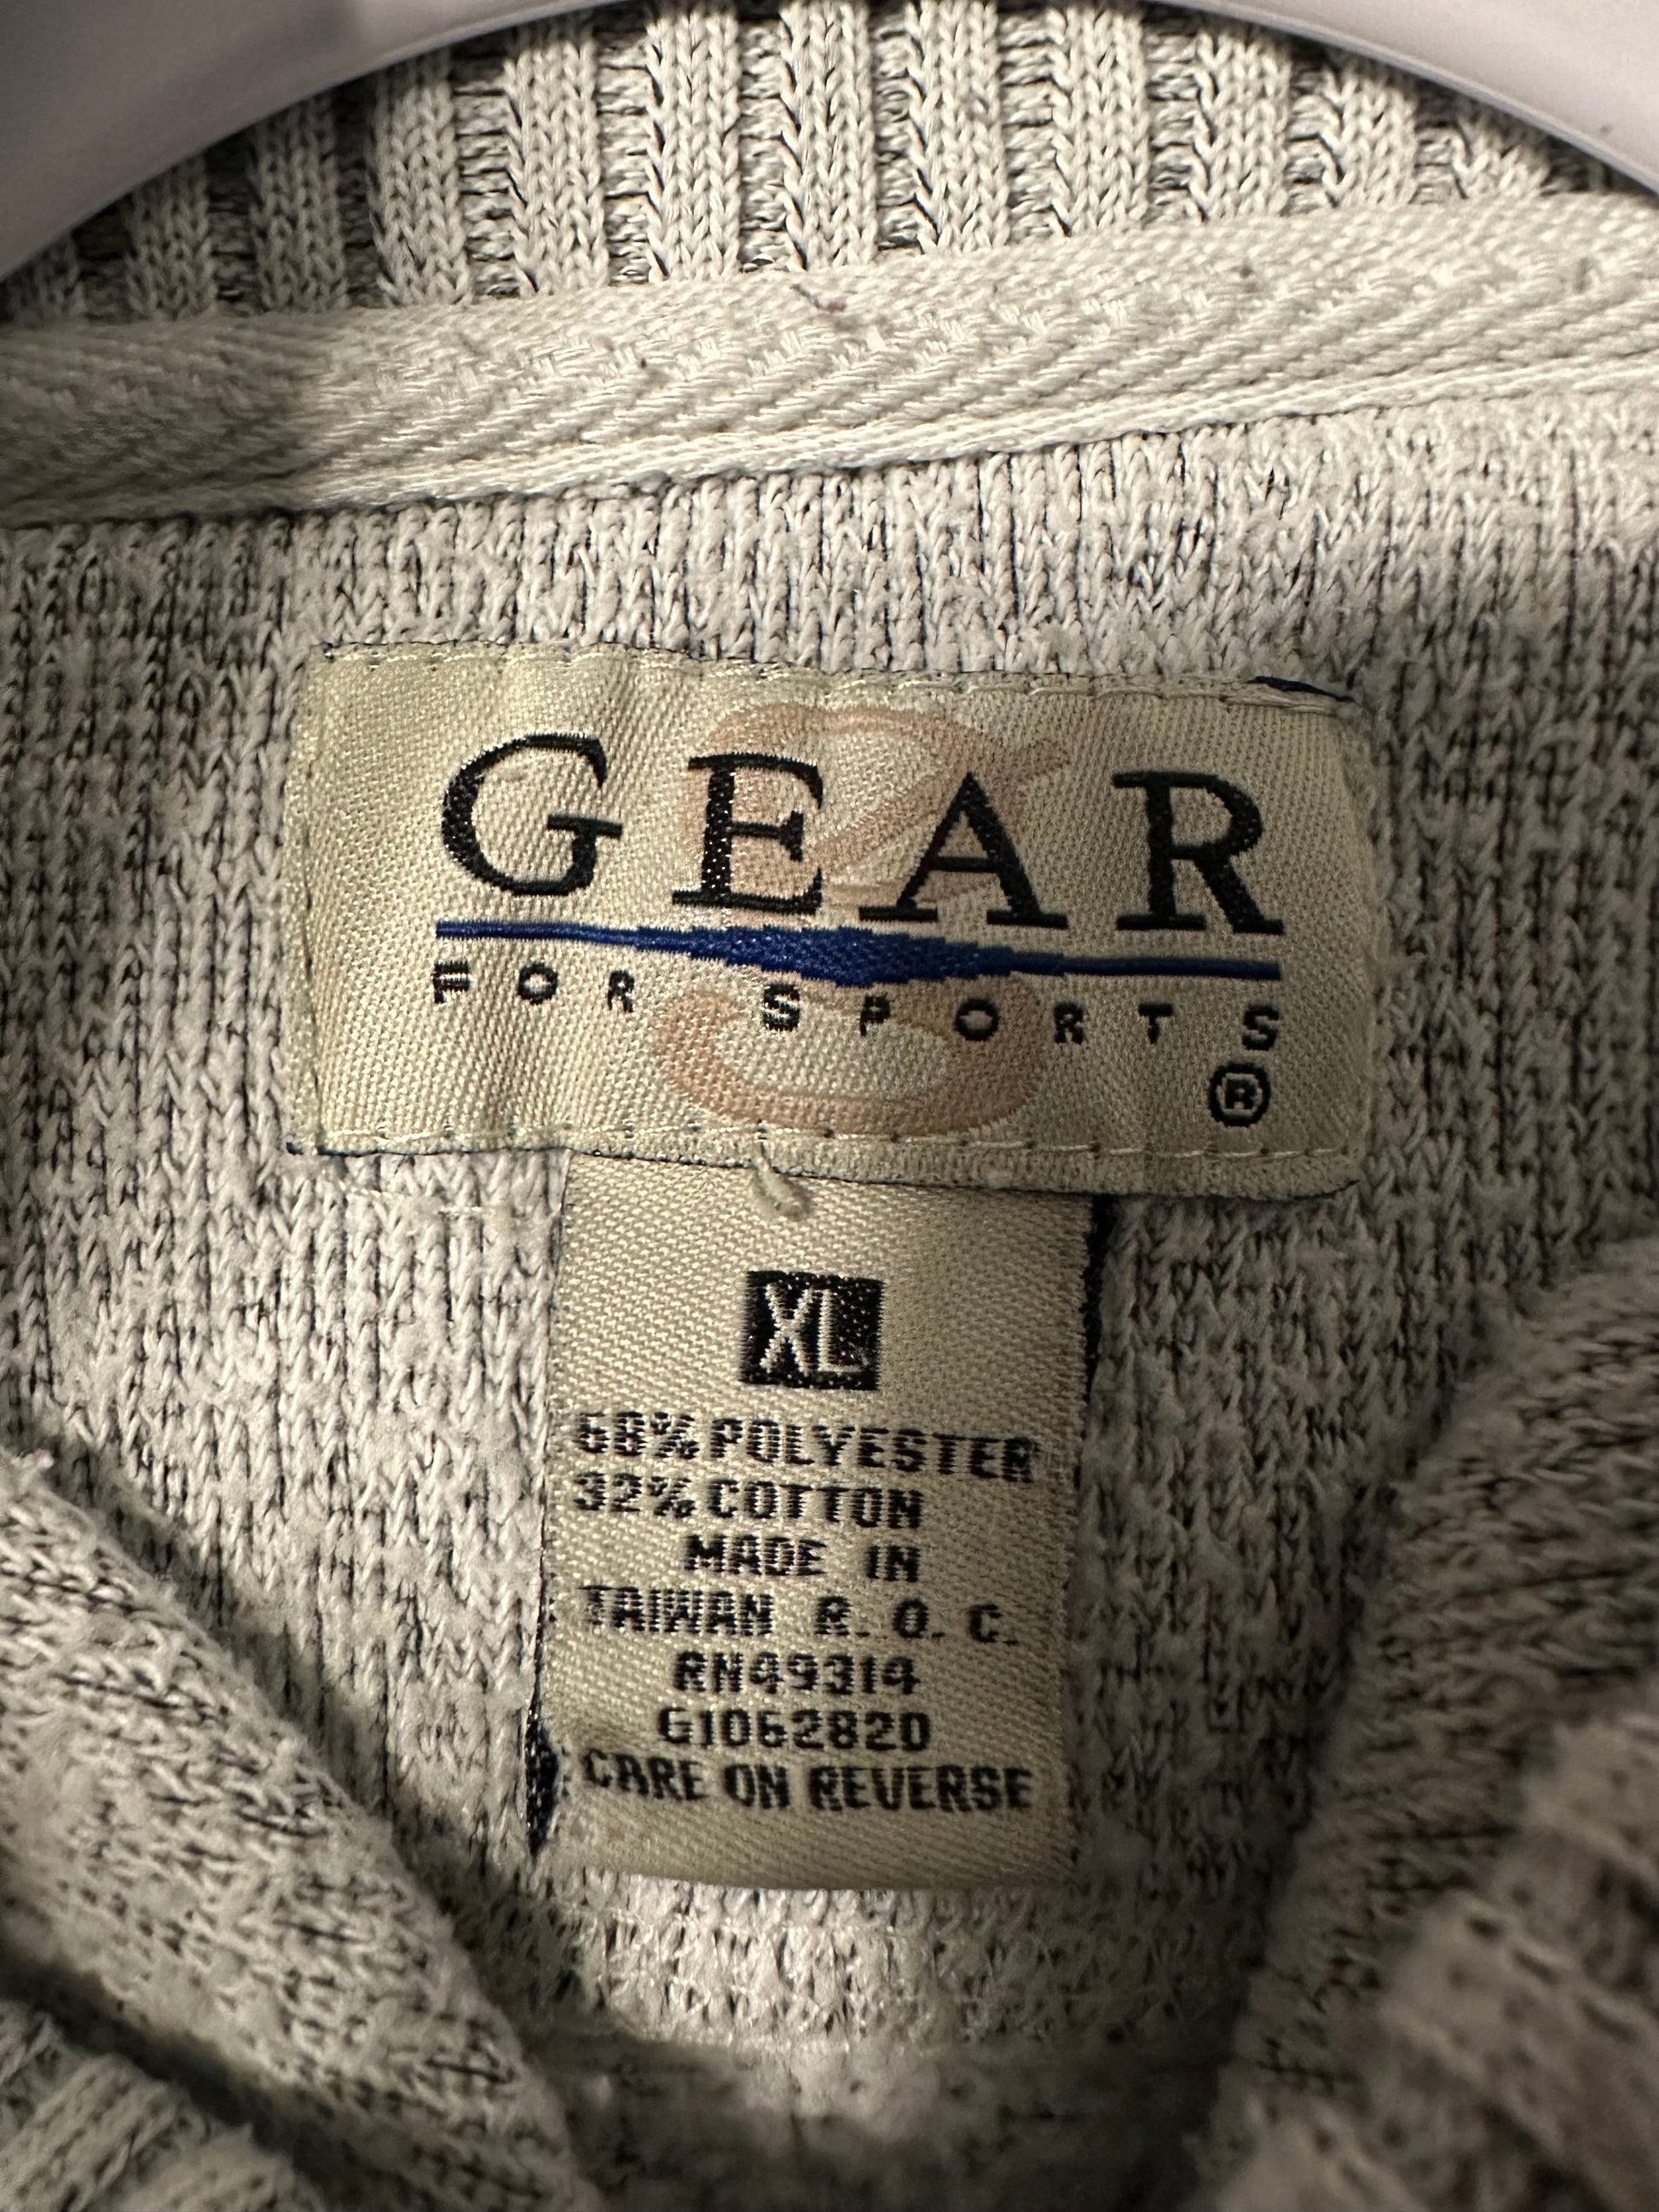 GEAR
FOR SPORTS
®
XL
68% POLYESTER
32% COTTON
MADE IN
TAIWAN R.O.C.
RN49314
G1062820
CARE ON REVERSE